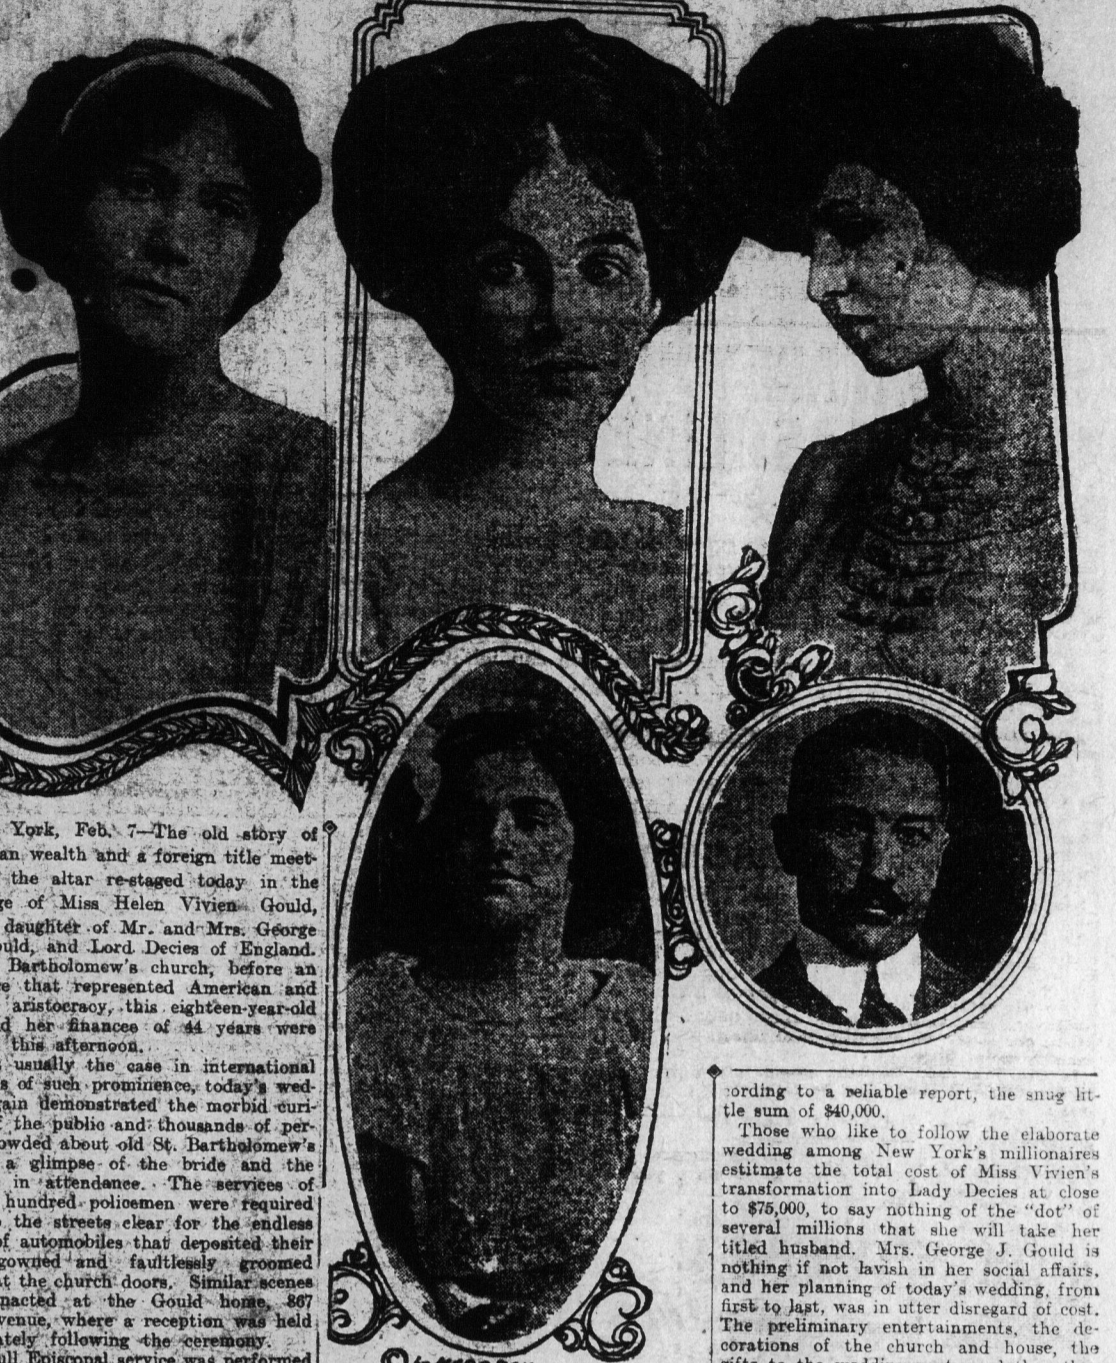 York, Feb. 7—The old story of
an wealth and a foreign title meet-
the altar re-staged today in the
ge of Miss Helen Vivien Gould,
daughter of Mr. and Mrs. George
ould, and Lord Decies of England.
Bartholomew's church, before an
e that represented American and
aristocracy, this eighteen-year-old
d her finances of 44 years were
this afternoon.
usually the case in international
s of such prominence, today's wed-
gain demonstrated the morbid curi-
the public and thousands of per-
owded about old St. Bartholomew's
a glimpse of the bride and the
in attendance. The services of
hundred policemen were required
the streets clear for the endless
of automobiles that deposited their
gowned and faultlessly groomed
at the church doors. Similar scenes
nacted at the Gould home, 867
venue, where a reception was held
ately following the ceremony.
ull Episcopal service was performed
cording to a reliable report, the snug lit-
tle sum of $40,000.
Those who like to follow the elaborate
wedding among New York's millionaires
estitmate the total cost of Miss Vivien's
transformation into Lady Decies at close
to $75,000, to say nothing of the "dot" of
several millions that she will take her
titled husband. Mrs. George J. Gould is
nothing if not lavish in her social affairs,
and her planning of today's wedding, from
first to last, was in utter disregard of cost.
The preliminary entertainments, the de-
corations of the church and house, the